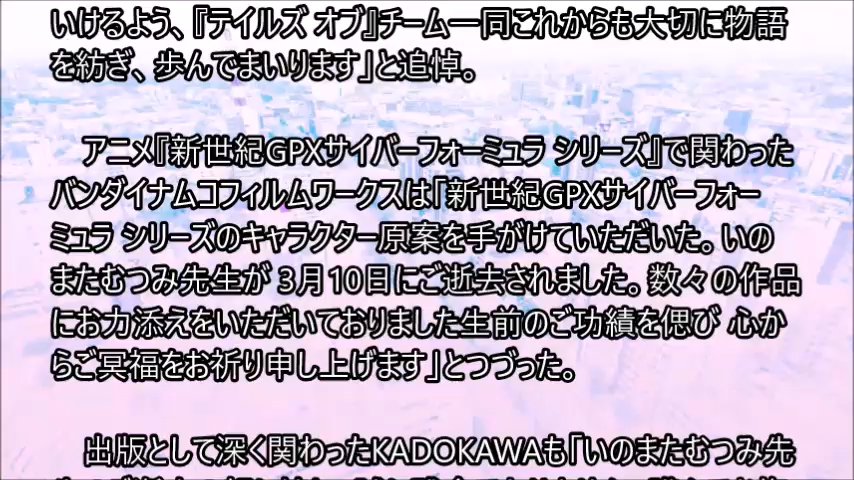 いけるよう、『テイルズ オブ』チーム一同これからも大切に物語
を紡ぎ、歩んでまいります」と追悼。
アニメ『新世紀GPXサイバーフォーミュラ シリーズ』で関わった
バンダイナムコフィルムワークスは「新世紀GPXサイバーフォー
ミュラ シリーズのキャラクター原案を手がけていただいた。いの
またむつみ先生が 3月10日にご逝去されました。数々の作品
にお力添えをいただいておりました生前のご功績を偲び 心か
らご冥福をお祈り申し上げます」とつづった。
出版として深く関わったKADOKAWAも「いのまたむつみ先